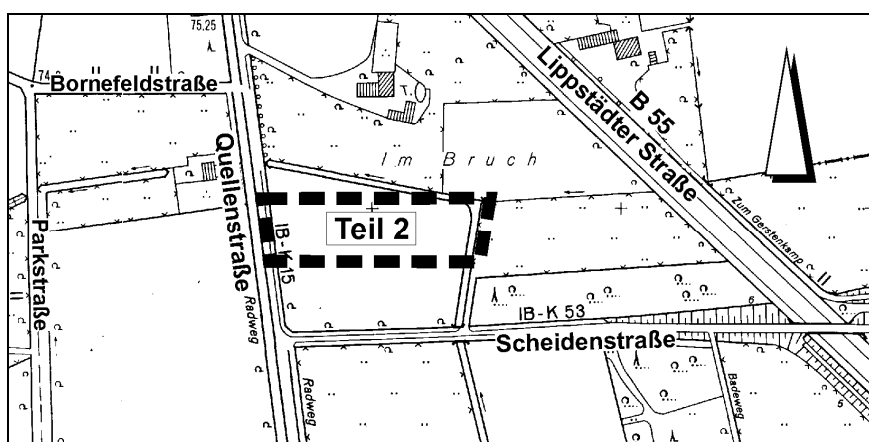 75.25
74
Bornefeldstraße
Quellenstraße
Parkstraße
Im Bruch
Lippstädter Straße
B 55
Zum Gerstenkamp
Teil 2
IB-K 15
Radweg
IB-K 53
Scheidenstraße
6
5
Radweg
Badeweg
T.